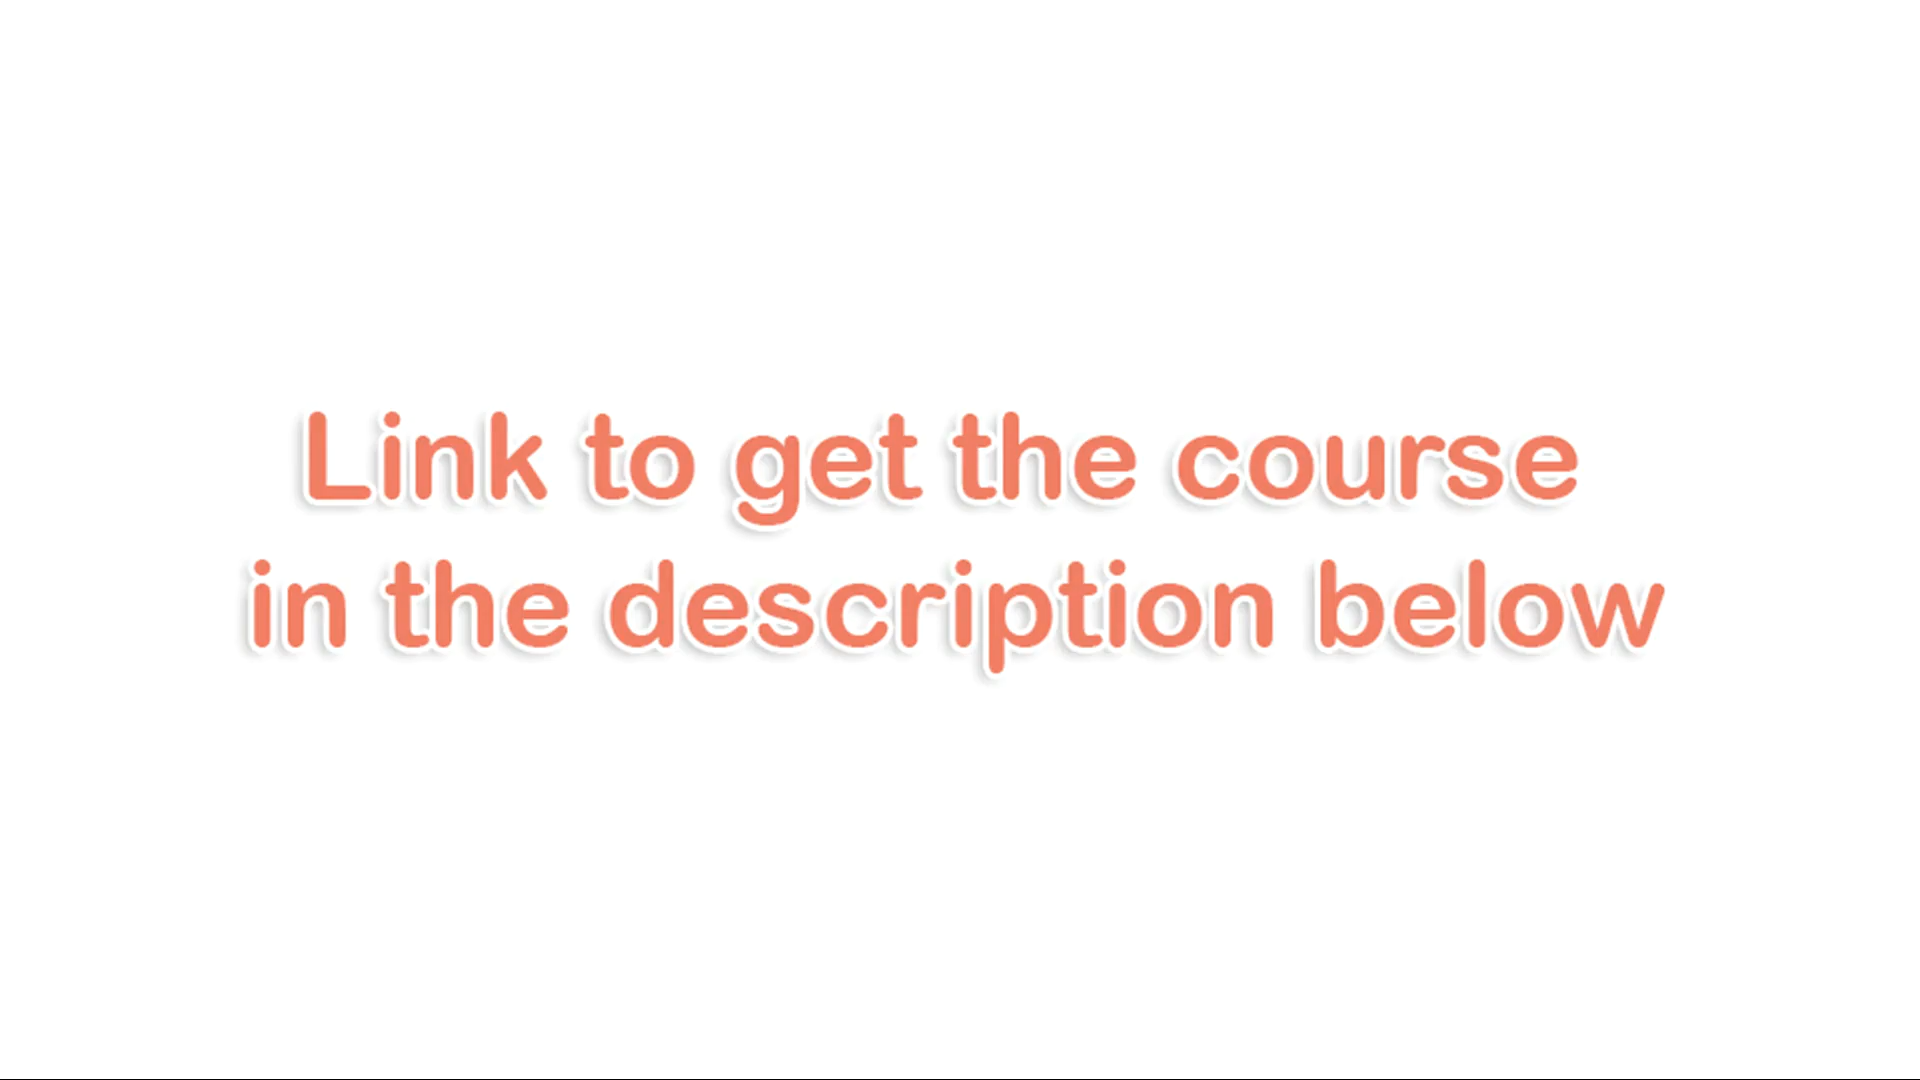 Link to get the course
in the description below